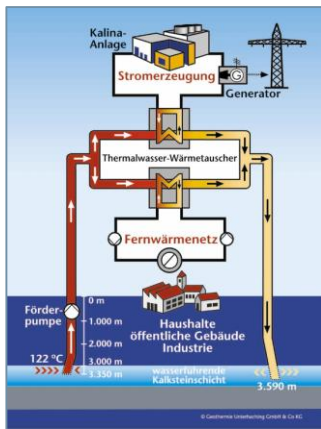 Kalina-
Anlage
Stromerzeugung
G
Generator
Thermalwasser-Wärmetauscher
Fernwärmenetz
0 m
Förder-
pumpe
1.000 m
2.000 m
3.000 m
3.350 m
122 °C
Haushalte
öffentliche Gebäude
Industrie
wasserführende
Kalksteinschicht
3.590 m
© Geothermie Unterhaching GmbH & Co KG